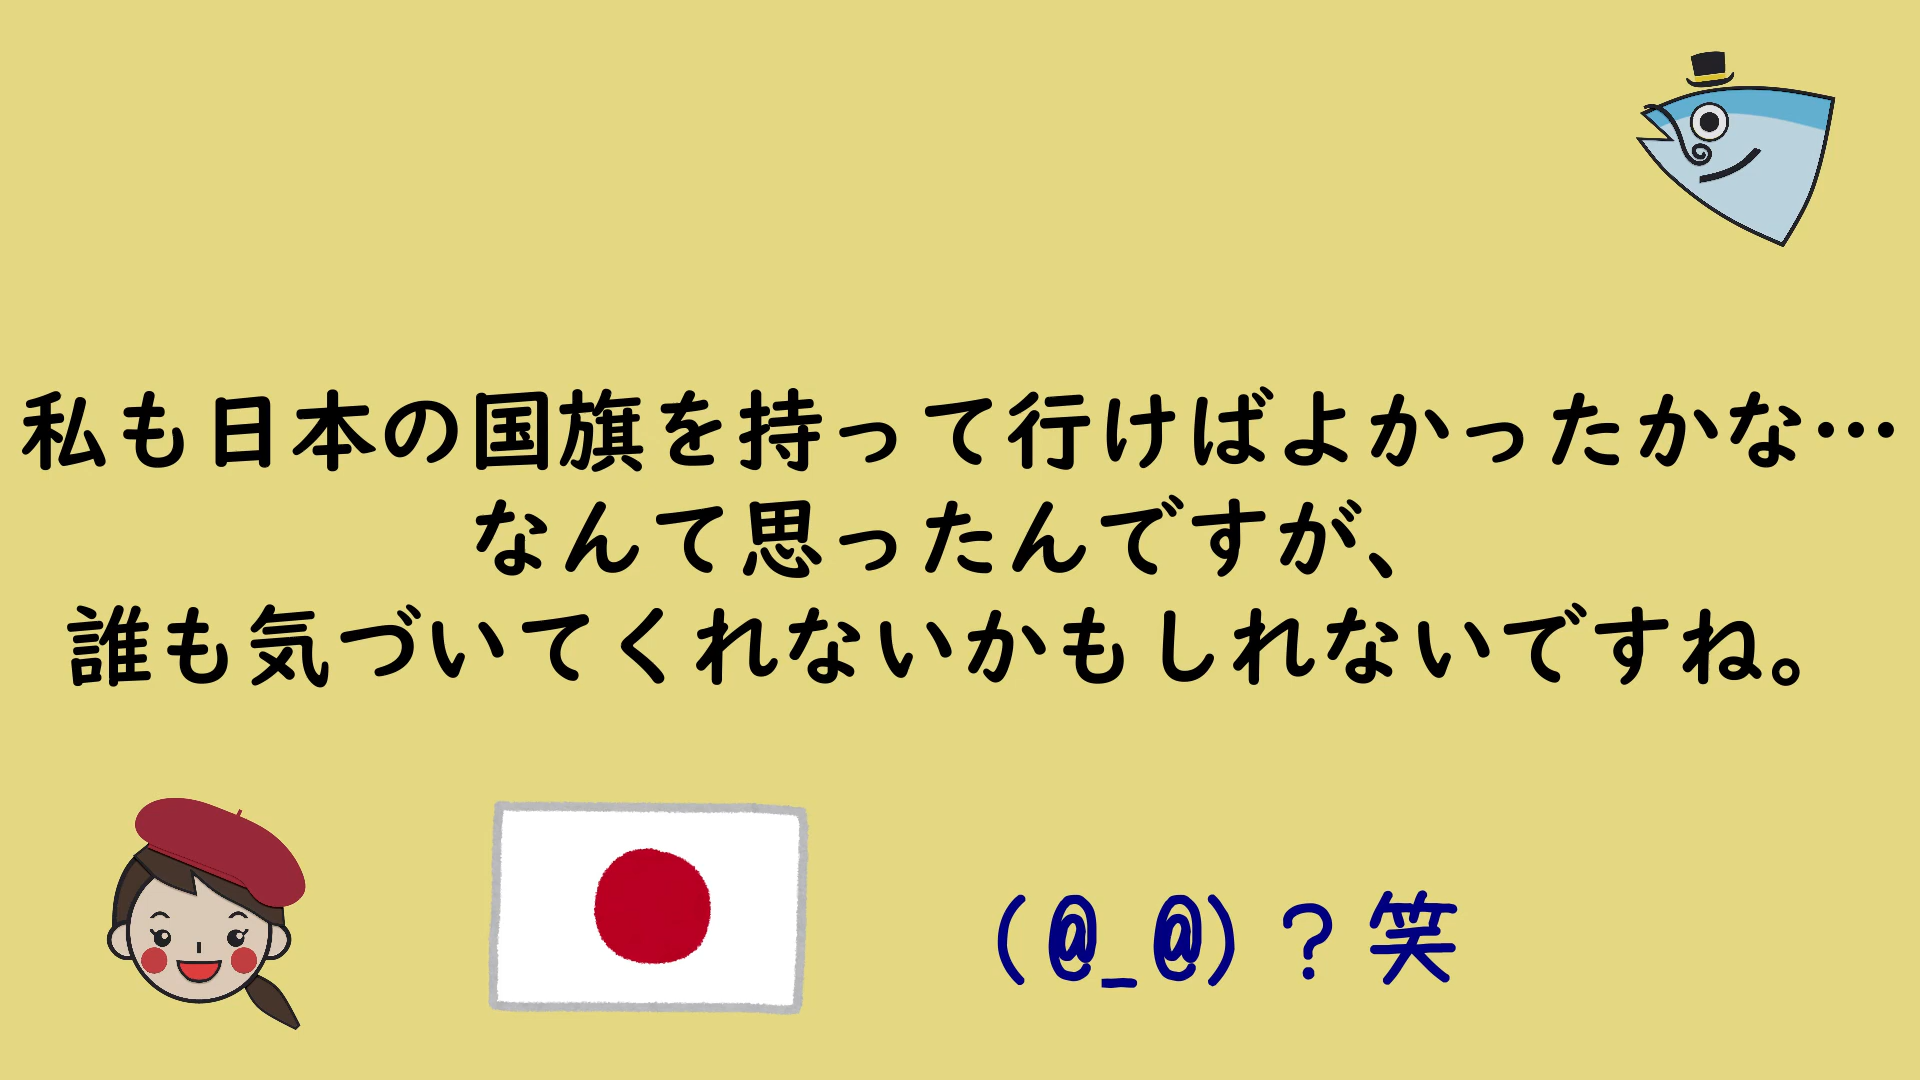 私も日本の国旗を持って行けばよかったかな…
なんて思ったんですが、
誰も気づいてくれないかもしれないですね。
(@_@)？笑